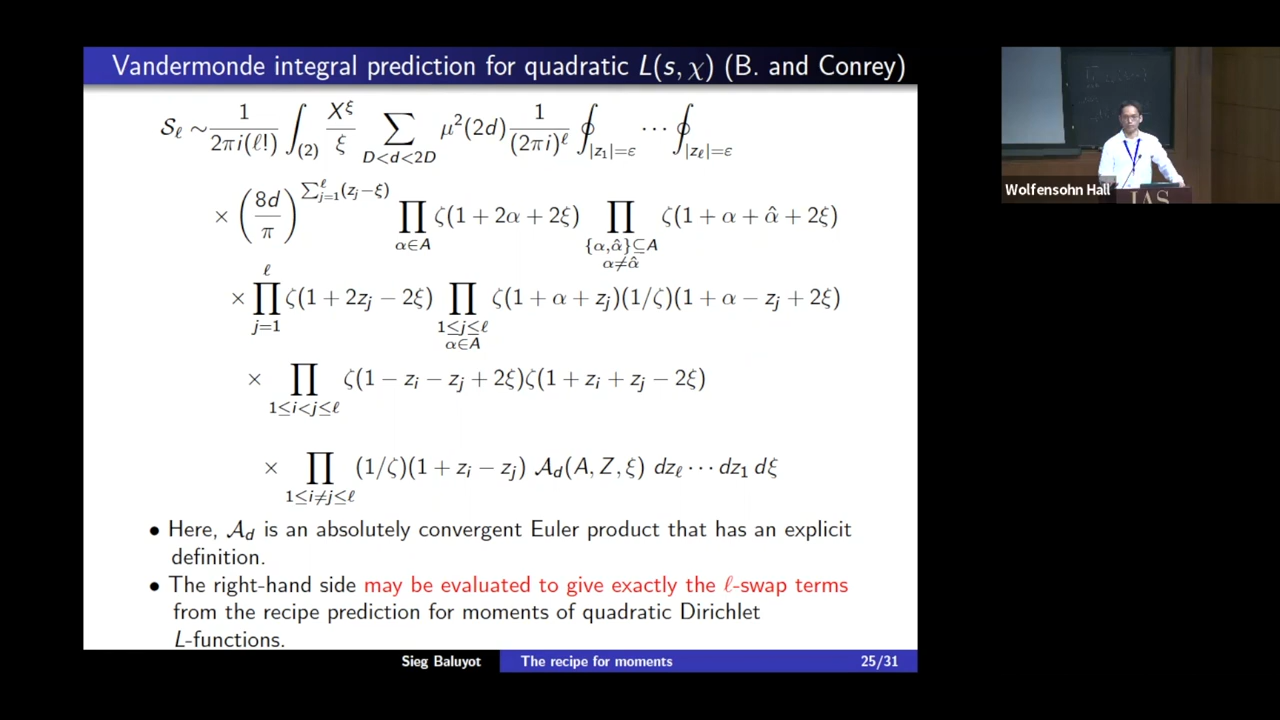 Vandermonde integral prediction for quadratic L(s, χ) (B. and Conrey)
𝒮_ℓ ∼ 1/(2πi(ℓ!)) ∫_(2) X^ξ/ξ ∑_{D<d<2D} μ²(2d) 1/(2πi)^ℓ ∮_{|z₁|=ε} ⋯ ∮_{|z_ℓ|=ε}
× (8d/π)^{∑_{j=1}^ℓ (z_j−ξ)} ∏_{α∈A} ζ(1 + 2α + 2ξ) ∏_{{α,α̂}⊆A, α≠α̂} ζ(1 + α + α̂ + 2ξ)
× ∏_{j=1}^ℓ ζ(1 + 2z_j − 2ξ) ∏_{1≤j≤ℓ, α∈A} ζ(1 + α + z_j)(1/ζ)(1 + α − z_j + 2ξ)
× ∏_{1≤i<j≤ℓ} ζ(1 − z_i − z_j + 2ξ)ζ(1 + z_i + z_j − 2ξ)
× ∏_{1≤i≠j≤ℓ} (1/ζ)(1 + z_i − z_j) 𝒜_d(A, Z, ξ) dz_ℓ ⋯ dz₁ dξ
• Here, 𝒜_d is an absolutely convergent Euler product that has an explicit
definition.
• The right-hand side may be evaluated to give exactly the ℓ-swap terms
from the recipe prediction for moments of quadratic Dirichlet
L-functions.
Sieg Baluyot The recipe for moments 25/31
Wolfensohn Hall
IAS